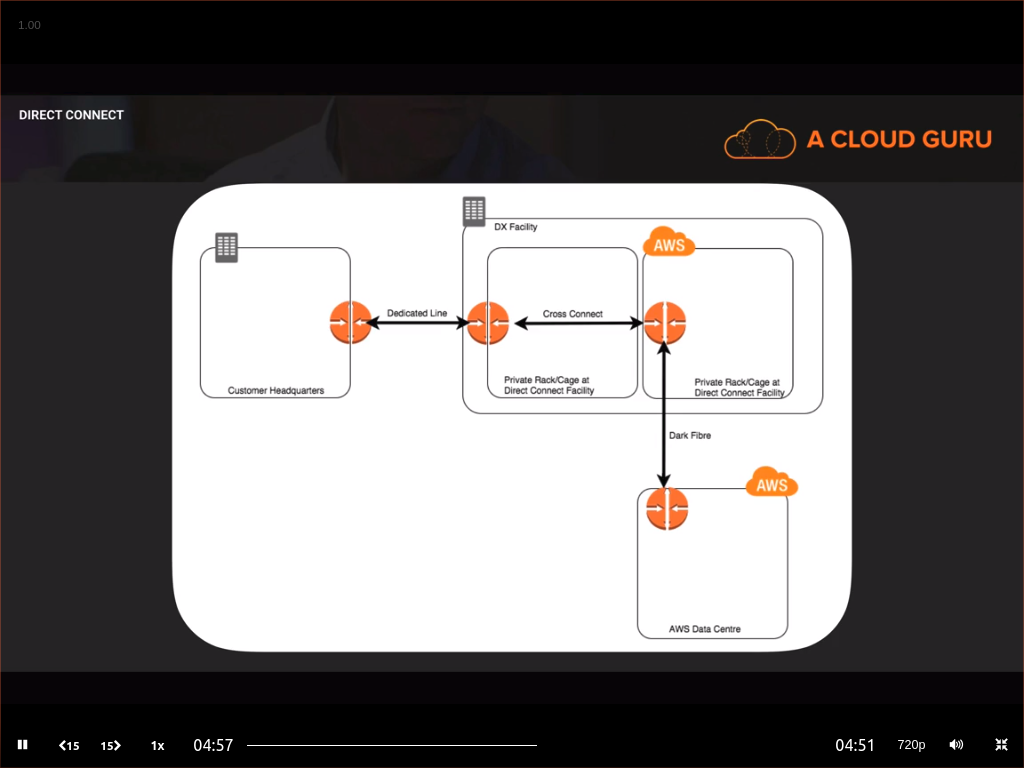 1.00
DIRECT CONNECT
A CLOUD GURU
DX Facility
AWS
Dedicated Line
Cross Connect
Customer Headquarters
Private Rack/Cage at
Direct Connect Facility
Private Rack/Cage at
Direct Connect Facility
Dark Fibre
AWS
AWS Data Centre
15
15
1x
04:57
04:51
720p